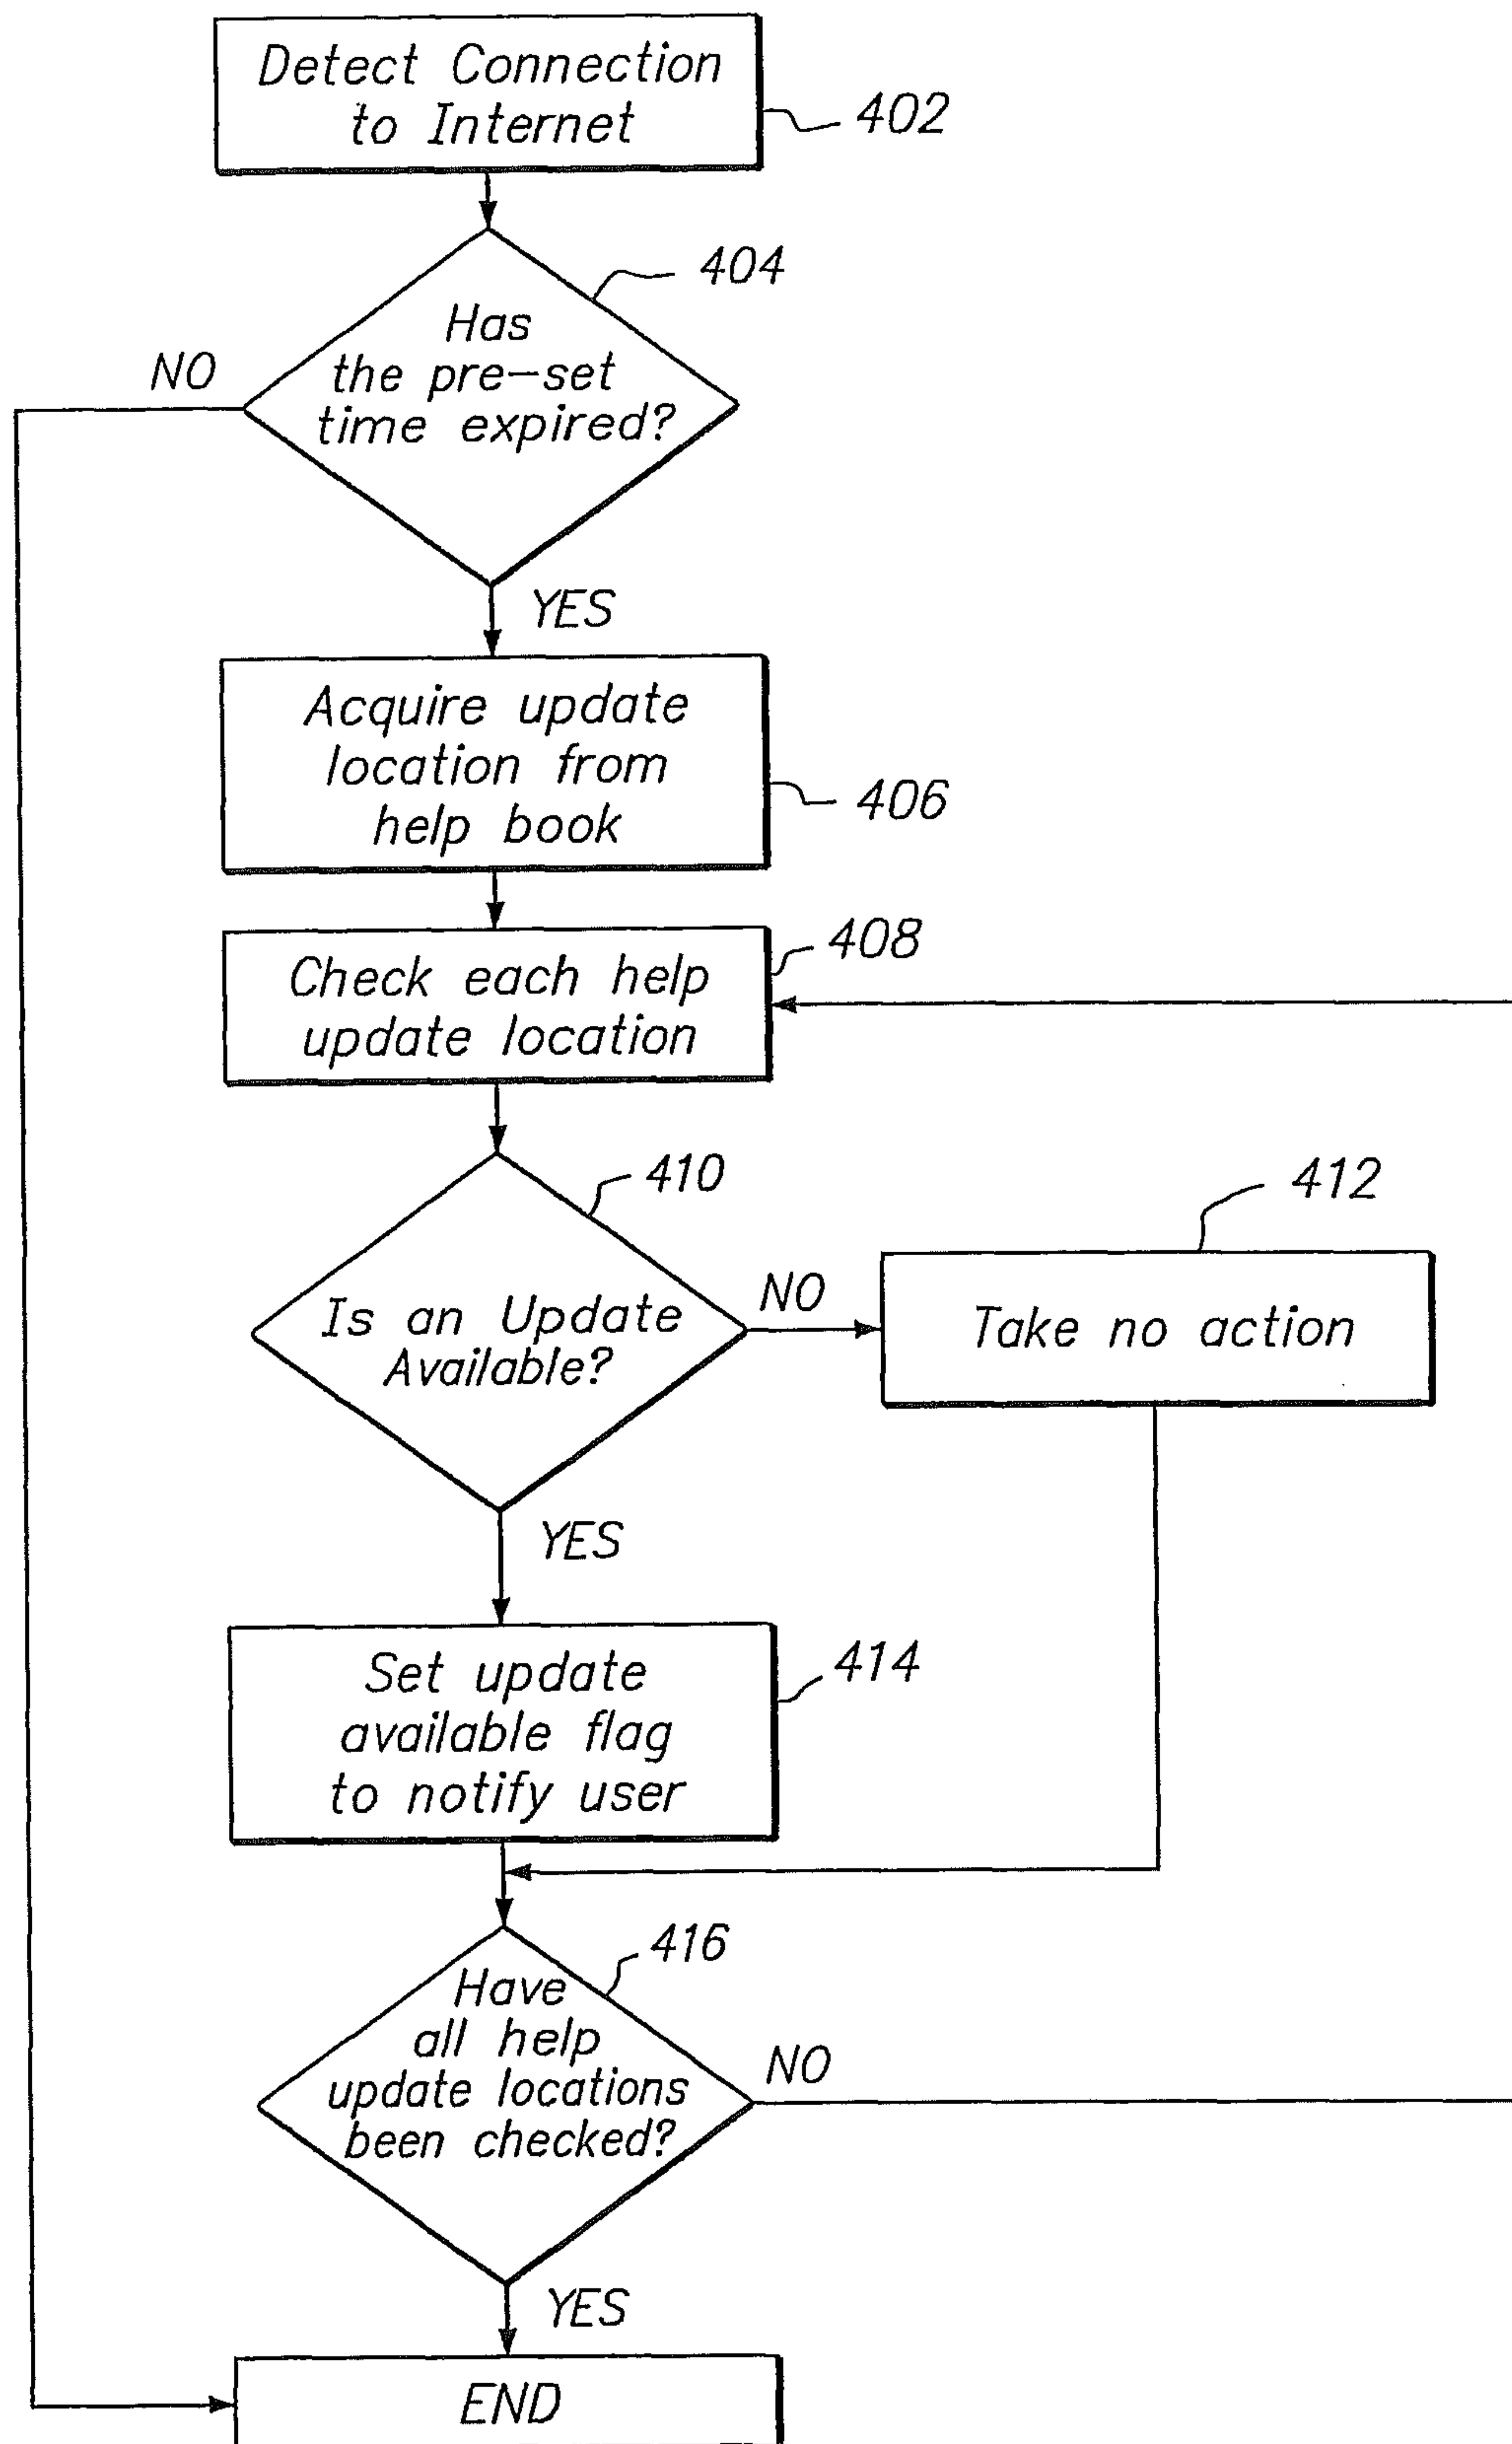 Detect Connection
to Internet
402
404
Has
the pre-set
time expired?
NO
YES
Acquire update
location from
help book
406
408
Check each help
update location
410
412
Is an Update
Available?
NO
Take no action
YES
Set update
available flag
to notify user
414
416
Have
all help
update locations
been checked?
NO
YES
END